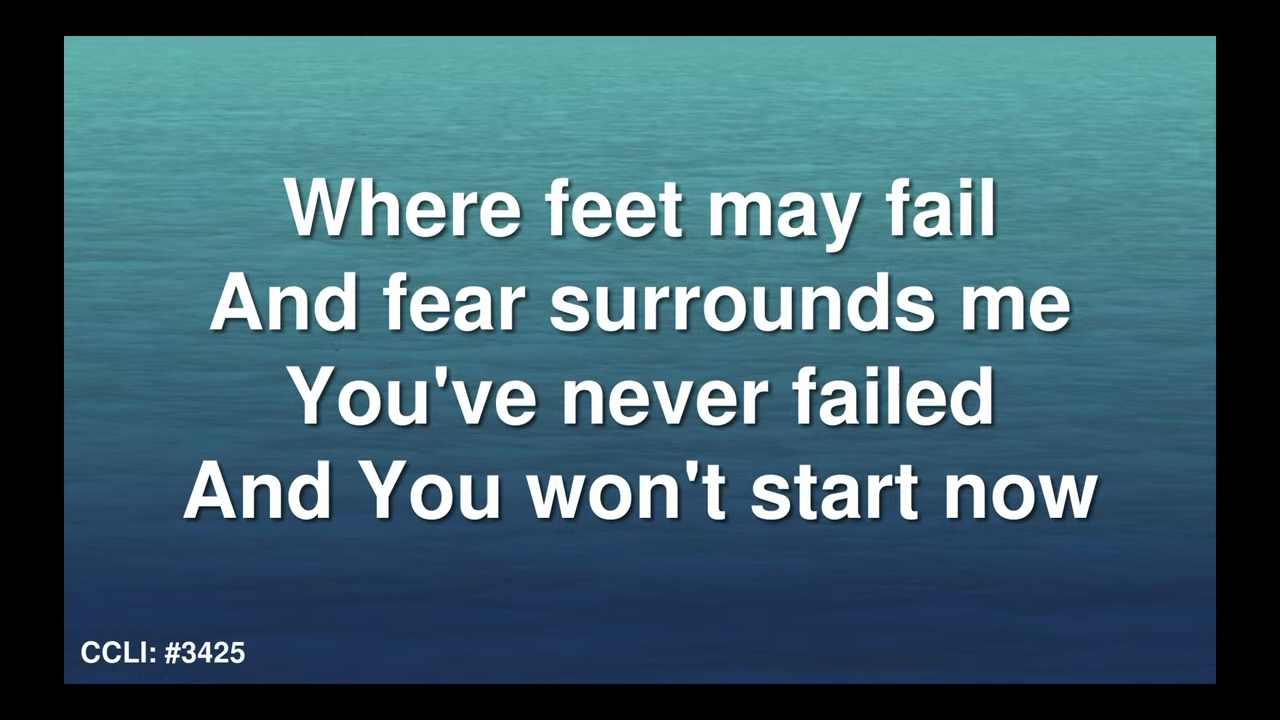 Where feet may fail
And fear surrounds me
You've never failed
And You won't start now
CCLI: #3425